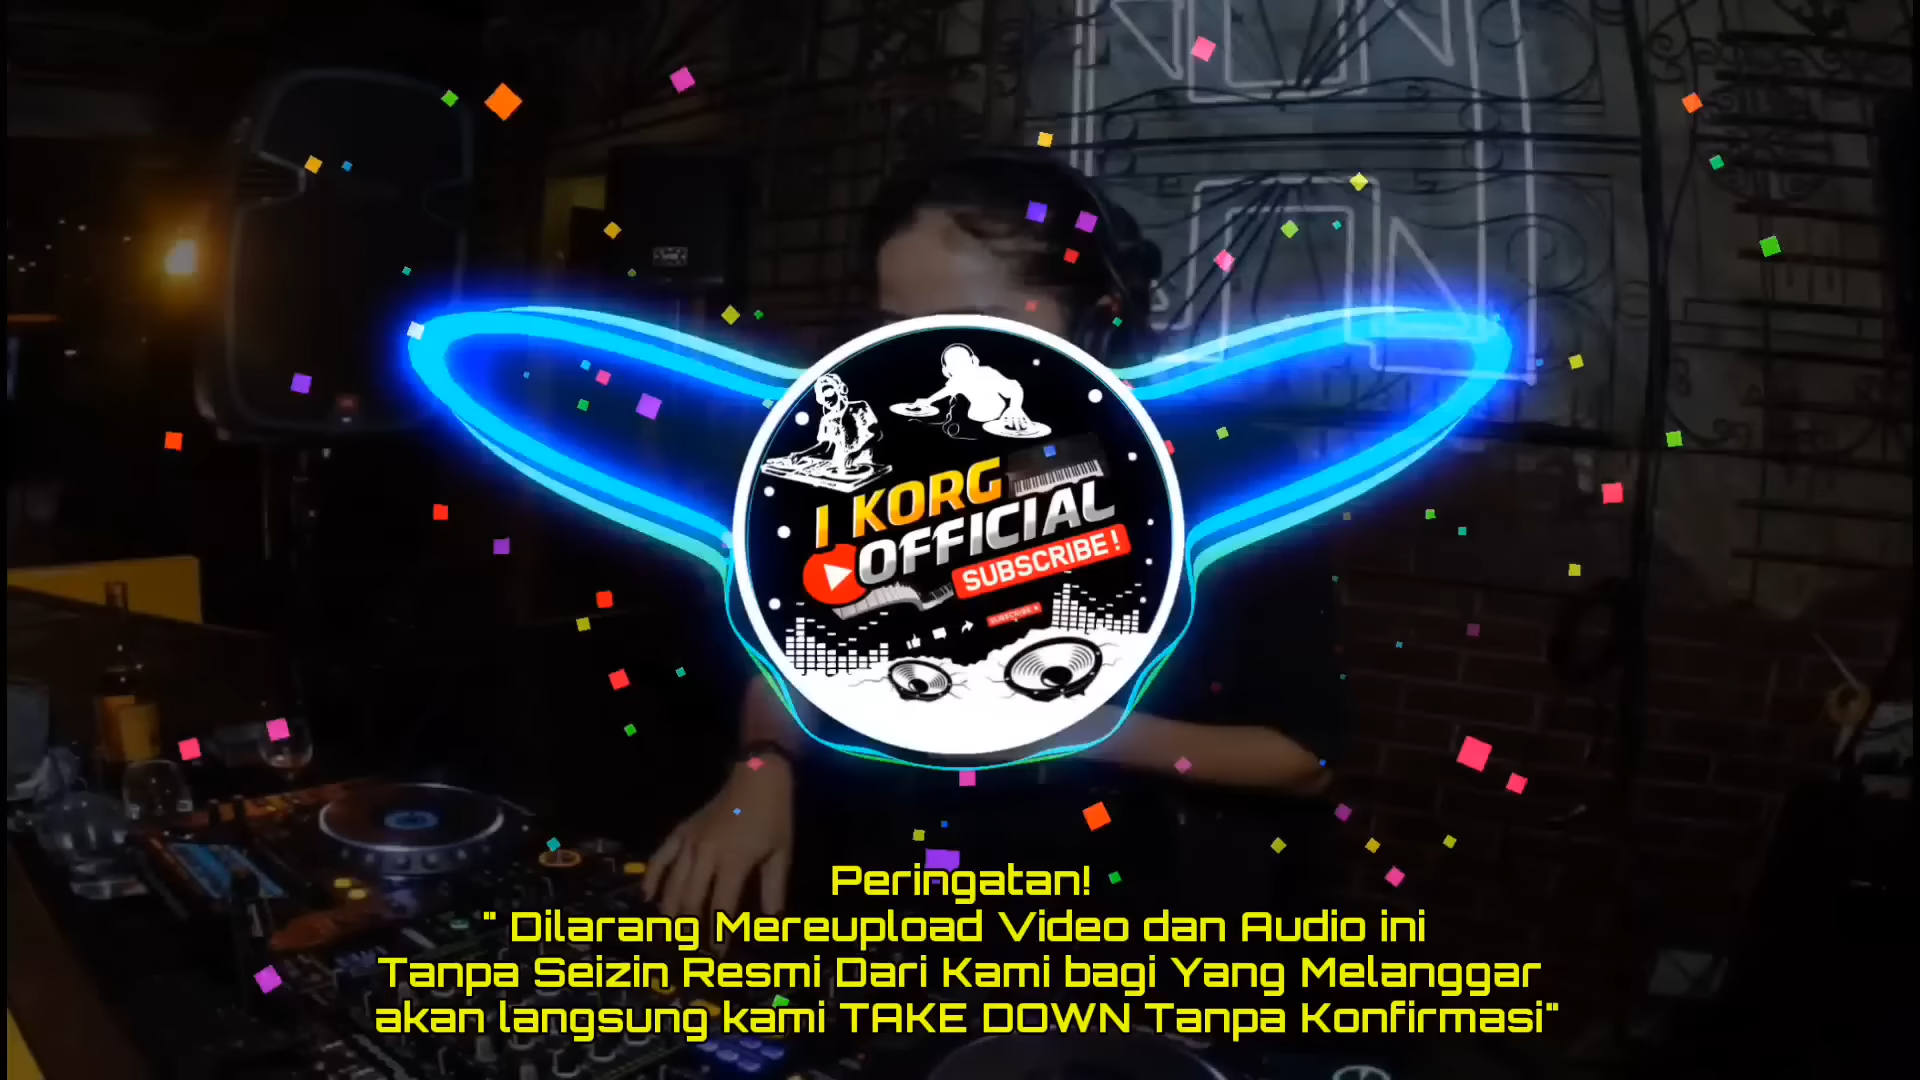 I KORG
OFFICIAL
SUBSCRIBE!
SUBSCRIBE
Peringatan!
" Dilarang Mereupload Video dan Audio ini
Tanpa Seizin Resmi Dari Kami bagi Yang Melanggar
akan langsung kami TAKE DOWN Tanpa Konfirmasi"